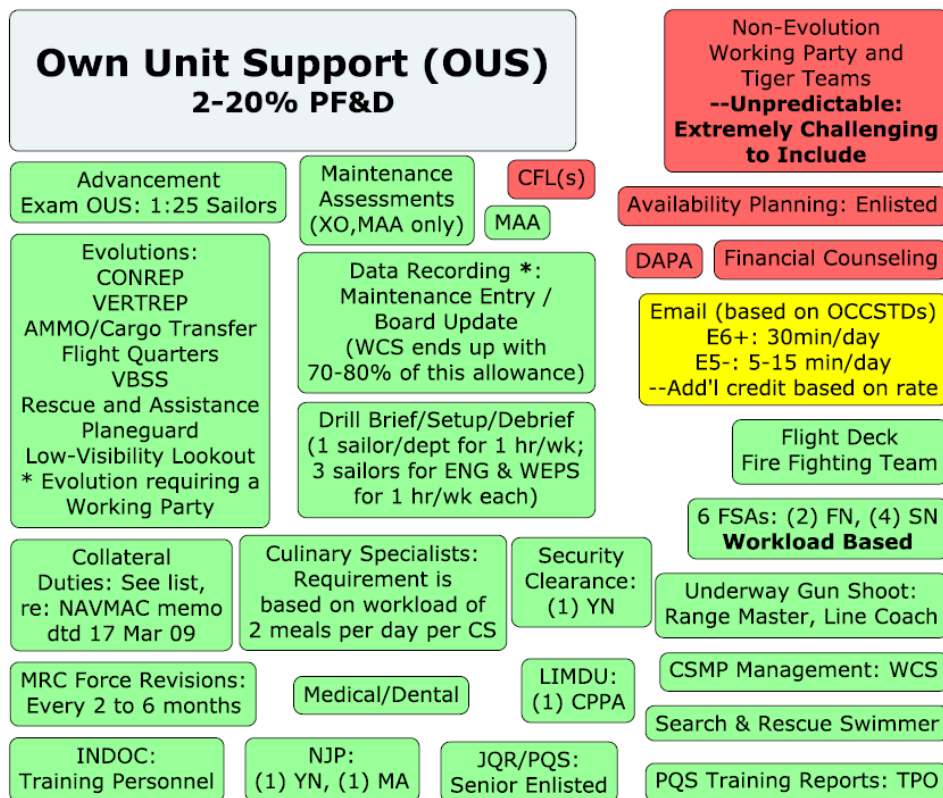 Own Unit Support (OUS)
2-20% PF&D
Non-Evolution
Working Party and
Tiger Teams
--Unpredictable:
Extremely Challenging
to Include
Advancement
Exam OUS: 1:25 Sailors
Maintenance
Assessments
(XO,MAA only)
CFL(s)
MAA
Availability Planning: Enlisted
DAPA
Financial Counseling
Evolutions:
CONREP
VERTREP
AMMO/Cargo Transfer
Flight Quarters
VBSS
Rescue and Assistance
Planeguard
Low-Visibility Lookout
* Evolution requiring a
Working Party
Data Recording *:
Maintenance Entry /
Board Update
(WCS ends up with
70-80% of this allowance)
Email (based on OCCSTDs)
E6+: 30min/day
E5-: 5-15 min/day
--Add'l credit based on rate
Drill Brief/Setup/Debrief
(1 sailor/dept for 1 hr/wk;
3 sailors for ENG & WEPS
for 1 hr/wk each)
Flight Deck
Fire Fighting Team
6 FSAs: (2) FN, (4) SN
Workload Based
Collateral
Duties: See list,
re: NAVMAC memo
dtd 17 Mar 09
Culinary Specialists:
Requirement is
based on workload of
2 meals per day per CS
Security
Clearance:
(1) YN
Underway Gun Shoot:
Range Master, Line Coach
MRC Force Revisions:
Every 2 to 6 months
Medical/Dental
LIMDU:
(1) CPPA
CSMP Management: WCS
Search & Rescue Swimmer
INDOC:
Training Personnel
NJP:
(1) YN, (1) MA
JQR/PQS:
Senior Enlisted
PQS Training Reports: TPO